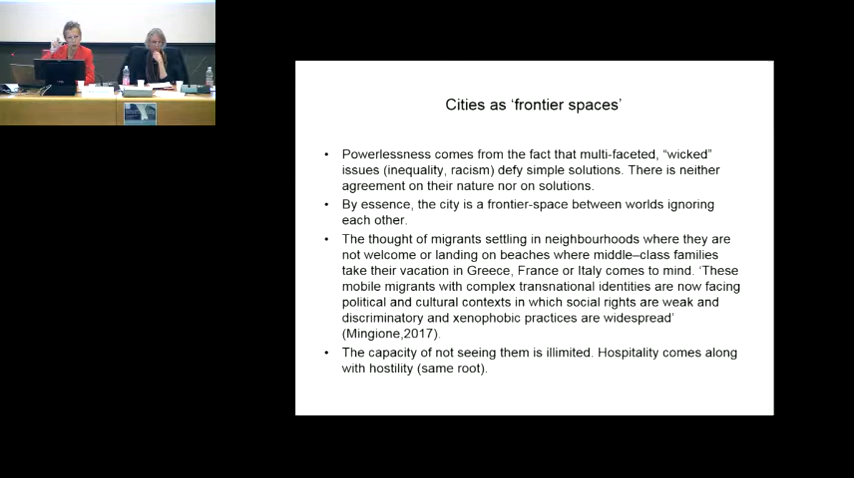 Cities as ‘frontier spaces’
• Powerlessness comes from the fact that multi-faceted, “wicked”
issues (inequality, racism) defy simple solutions. There is neither
agreement on their nature nor on solutions.
• By essence, the city is a frontier-space between worlds ignoring
each other.
• The thought of migrants settling in neighbourhoods where they are
not welcome or landing on beaches where middle–class families
take their vacation in Greece, France or Italy comes to mind. ‘These
mobile migrants with complex transnational identities are now facing
political and cultural contexts in which social rights are weak and
discriminatory and xenophobic practices are widespread’
(Mingione,2017).
• The capacity of not seeing them is illimited. Hospitality comes along
with hostility (same root).